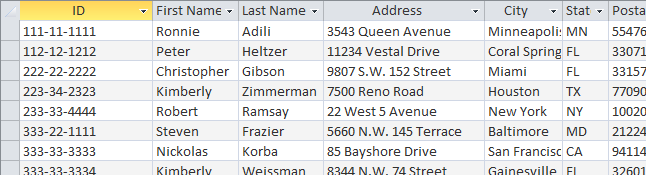 ID First Name Last Name Address City Stat Posta
111-11-1111 Ronnie Adili 3543 Queen Avenue Minneapolis MN 55476
112-12-1212 Peter Heltzer 11234 Vestal Drive Coral Spring FL 33071
222-22-2222 Christopher Gibson 9807 S.W. 152 Street Miami FL 33157
223-34-2323 Kimberly Zimmerman 7500 Reno Road Houston TX 77090
233-33-4444 Robert Ramsay 22 West 5 Avenue New York NY 10020
333-22-1111 Steven Frazier 5660 N.W. 145 Terrace Baltimore MD 21224
333-33-3333 Nickolas Korba 85 Bayshore Drive San Francisc CA 94114
333-33-3334 Kimberly Weissman 8344 N.W. 74 Street Gainesville FL 32601